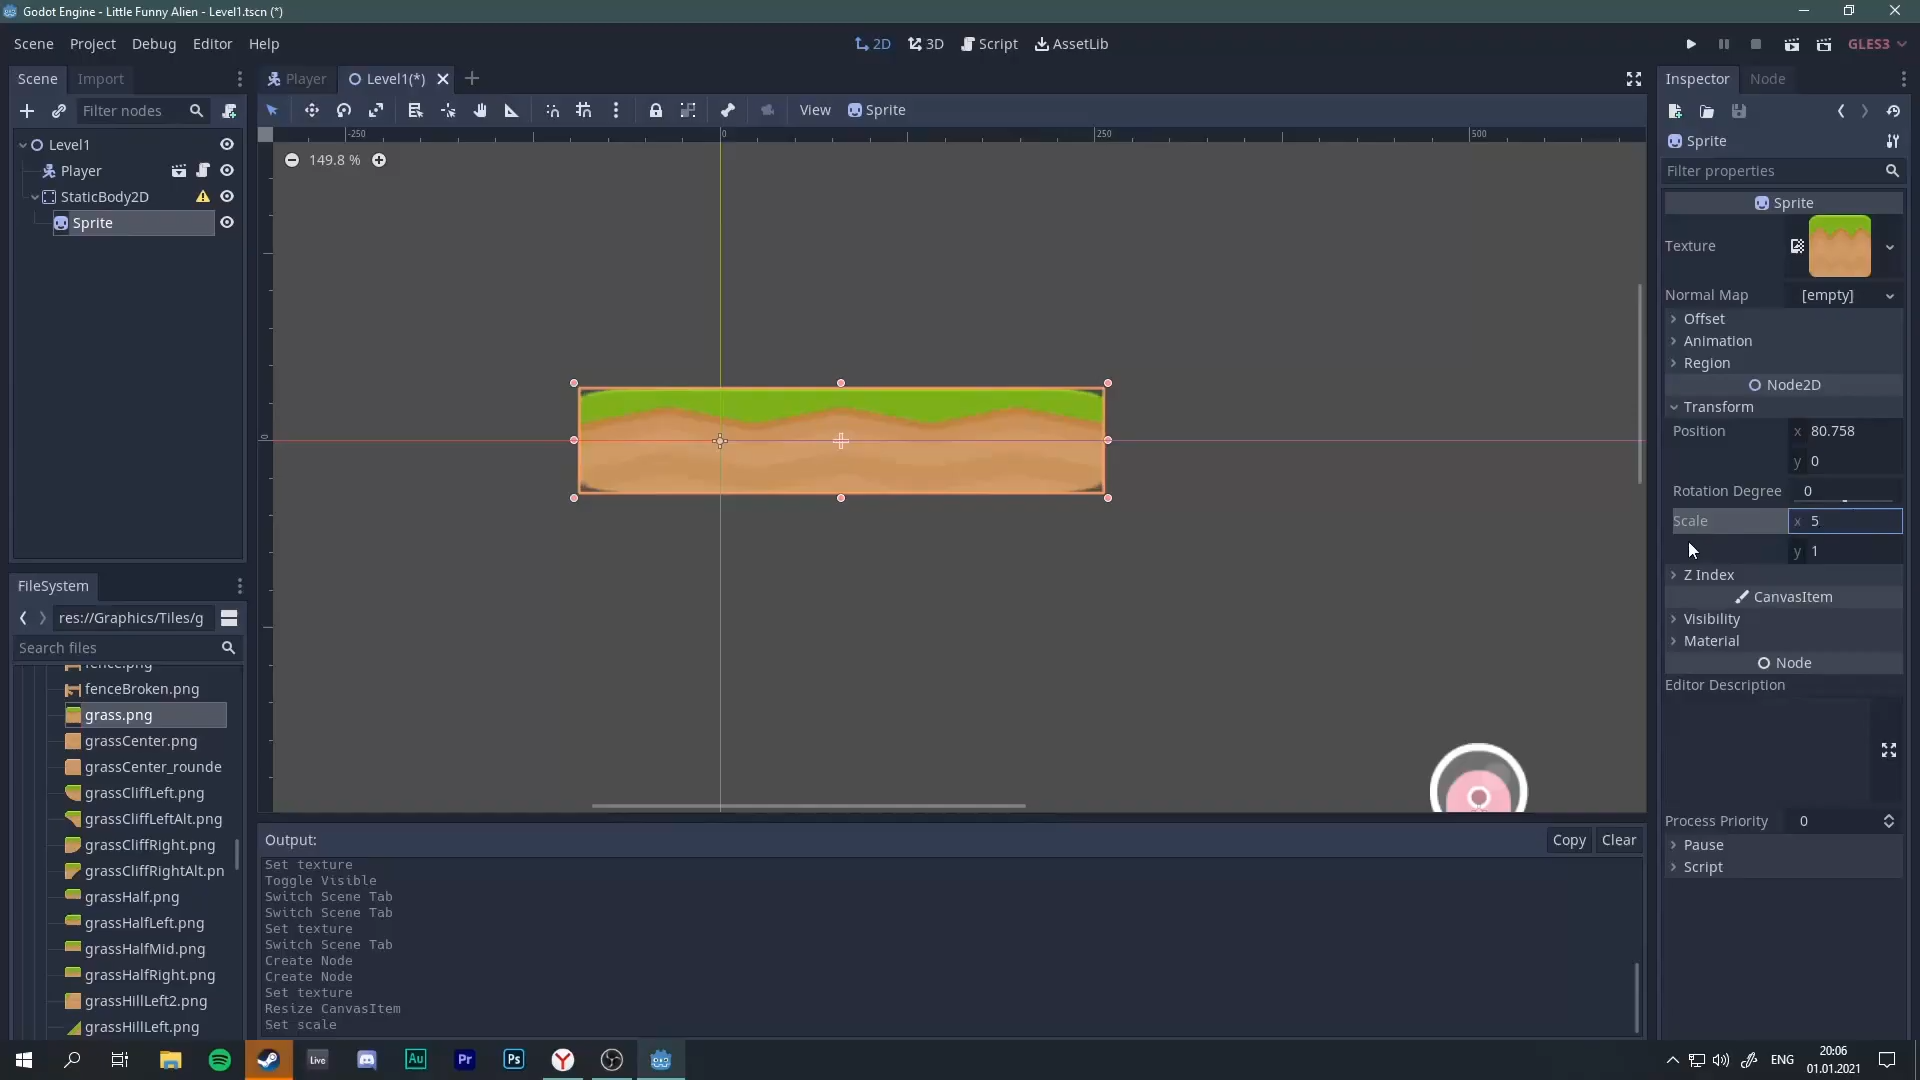 Godot Engine - Little Funny Alien - Level1.tscn (*)
Scene Project Debug Editor Help
2D 3D Script AssetLib
GLES3
Scene Import
Player Level1(*)
Inspector Node
Filter nodes
View Sprite
-250 0 250 500
149.8 %
0
Level1
Player
StaticBody2D
Sprite
Sprite
Filter properties
Sprite
Texture
Normal Map [empty]
Offset
Animation
Region
Node2D
Transform
Position x 80.758
y 0
Rotation Degree 0
Scale x 5
y 1
Z Index
CanvasItem
Visibility
Material
Node
Editor Description
Process Priority 0
Pause
Script
FileSystem
res://Graphics/Tiles/g
Search files
fence.png
fenceBroken.png
grass.png
grassCenter.png
grassCenter_rounde
grassCliffLeft.png
grassCliffLeftAlt.png
grassCliffRight.png
grassCliffRightAlt.pn
grassHalf.png
grassHalfLeft.png
grassHalfMid.png
grassHalfRight.png
grassHillLeft2.png
grassHillLeft.png
Output: Copy Clear
Set texture
Toggle Visible
Switch Scene Tab
Switch Scene Tab
Set texture
Switch Scene Tab
Create Node
Create Node
Set texture
Resize CanvasItem
Set scale
Live Au Pr Ps
ENG
20:06
01.01.2021